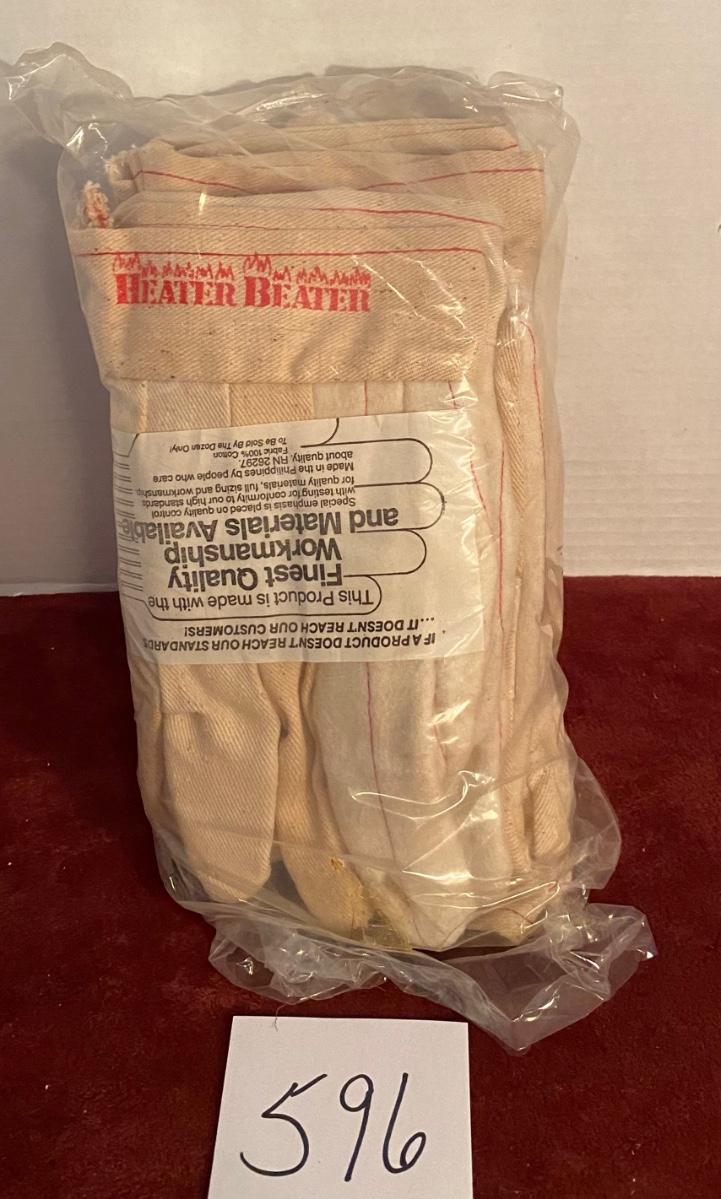 HEATER BEATER
IF A PRODUCT DOESN'T REACH OUR STANDARDS
...IT DOESN'T REACH OUR CUSTOMERS!
This Product is made with the
Finest Quality
Workmanship
and Materials Available
Special emphasis is placed on quality control
with testing for conformity to our high standards
for quality materials, full sizing and workmanship.
Made in the Philippines by people who care
about quality, RN 26297.
Fabric 100% Cotton
To Be Sold By The Dozen Only!
596